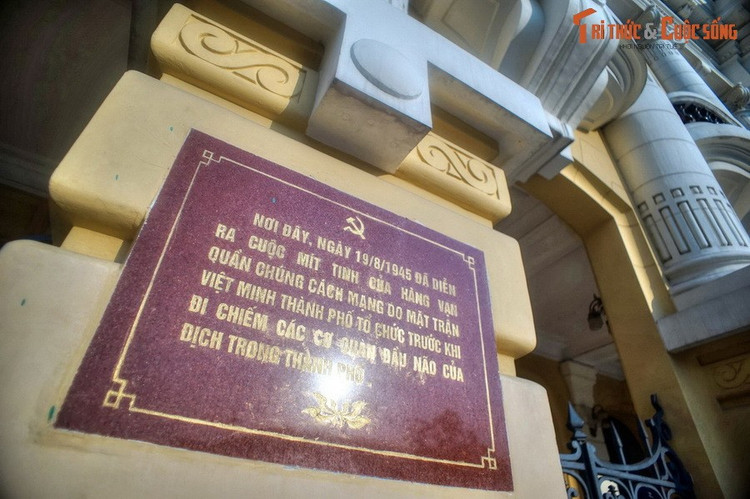 TRI THỨC & CUỘC SỐNG
NƠI ĐÂY, NGÀY 19/8/1945 ĐÃ DIỄN
RA CUỘC MÍT TINH CỦA HÀNG VẠN
QUẦN CHÚNG CÁCH MẠNG DO MẶT TRẬN
VIỆT MINH THÀNH PHỐ TỔ CHỨC TRƯỚC KHI
ĐI CHIẾM CÁC CƠ QUAN ĐẦU NÃO CỦA
ĐỊCH TRONG THÀNH PHỐ.